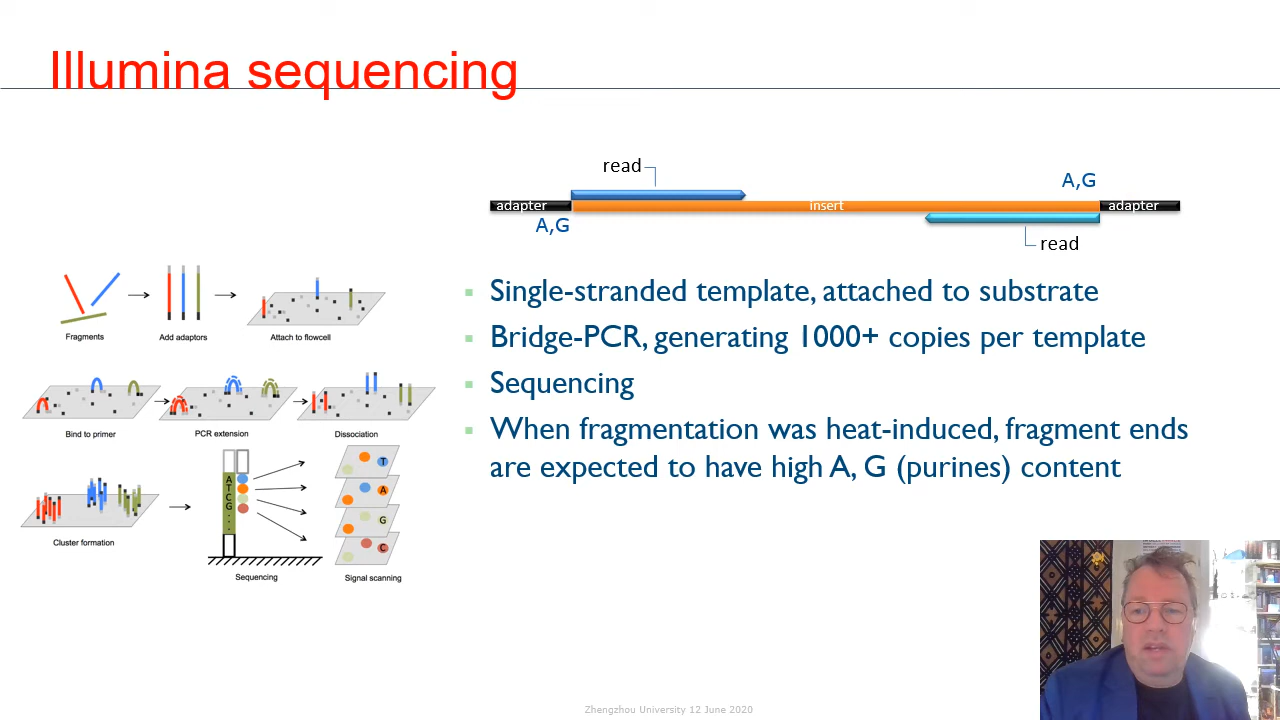 Illumina sequencing
read
A,G
adapter
insert
adapter
A,G
read
Single-stranded template, attached to substrate
Bridge-PCR, generating 1000+ copies per template
Sequencing
When fragmentation was heat-induced, fragment ends
are expected to have high A, G (purines) content
Fragments
Add adaptors
Attach to flowcell
Bind to primer
PCR extension
Dissociation
Cluster formation
A
T
C
G
.
.
.
Sequencing
T
A
G
C
Signal scanning
Zhengzhou University 12 June 2020